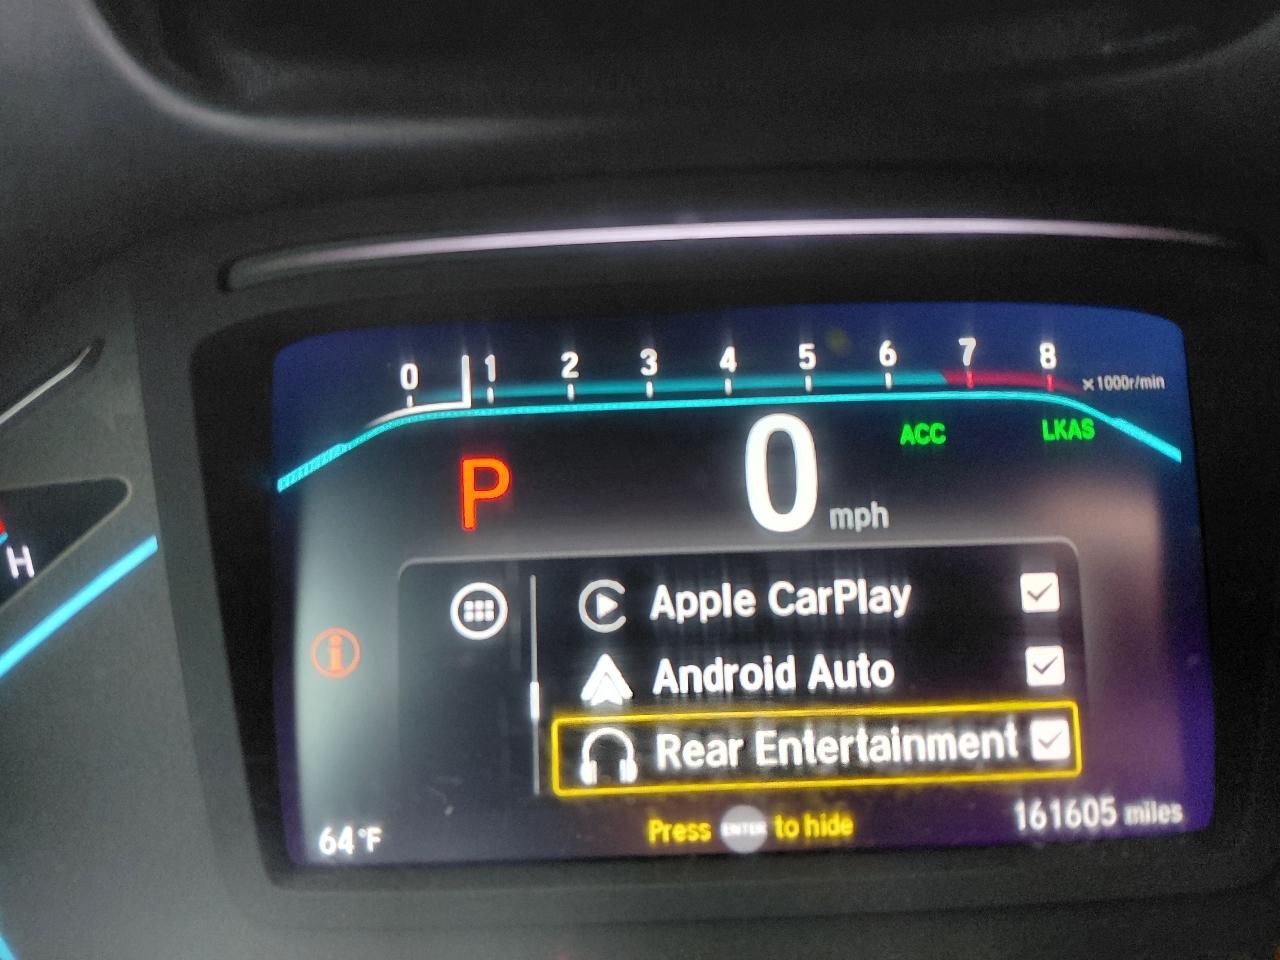 0 1 2 3 4 5 6 7 8
x1000r/min
ACC LKAS
P 0 mph
H
Apple CarPlay
Android Auto
i
Rear Entertainment
Press ENTER to hide
161605 miles
64°F